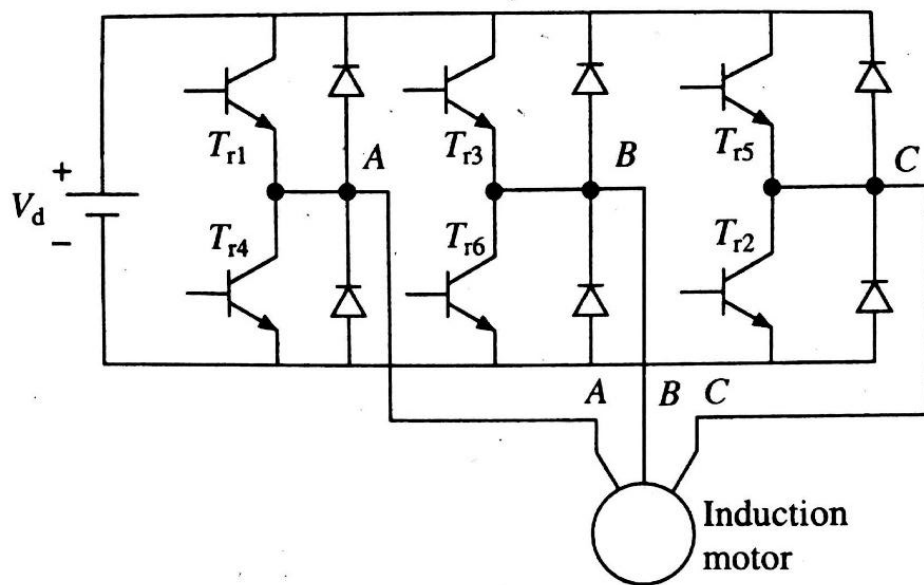 T_r1
A
T_r3
B
T_r5
C
+
V_d
−
T_r4
T_r6
T_r2
A
B
C
Induction
motor